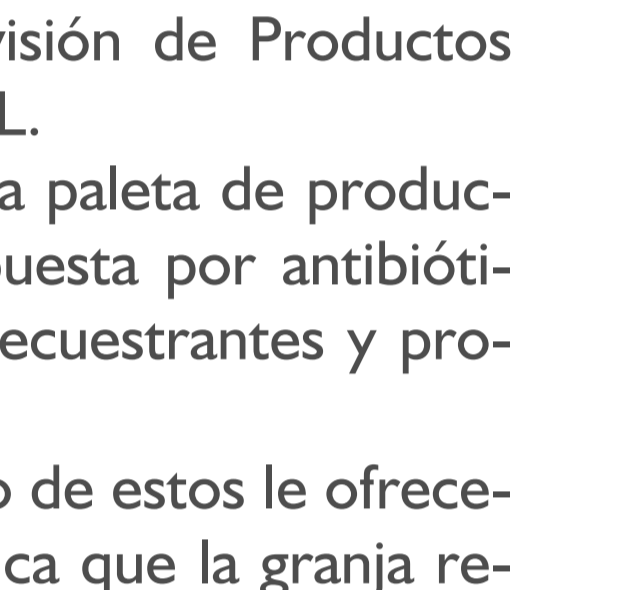 visión de Productos
L.
a paleta de produc-
uesta por antibióti-
ecuestrantes y pro-
o de estos le ofrece-
ca que la granja re-